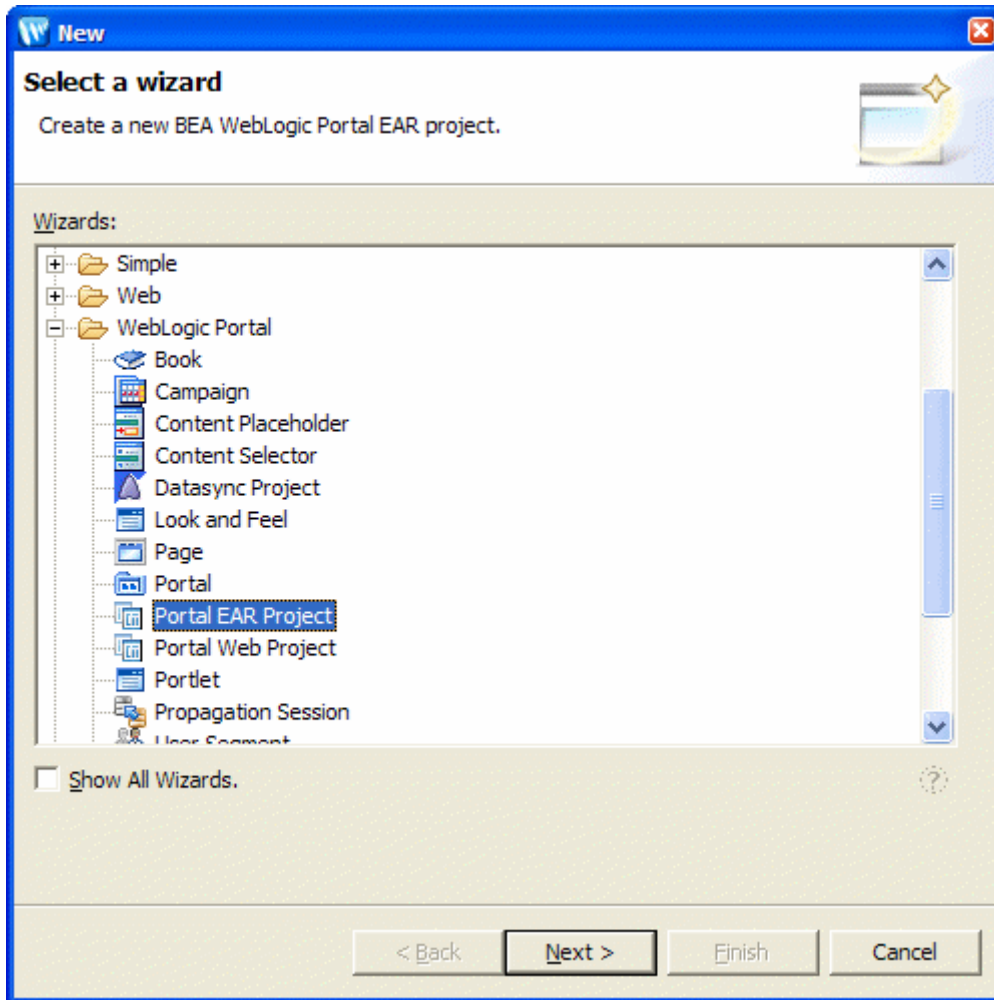 New
Select a wizard
Create a new BEA WebLogic Portal EAR project.
Wizards:
Simple
Web
WebLogic Portal
Book
Campaign
Content Placeholder
Content Selector
Datasync Project
Look and Feel
Page
Portal
Portal EAR Project
Portal Web Project
Portlet
Propagation Session
User Segment
Show All Wizards.
?
< Back
Next >
Finish
Cancel